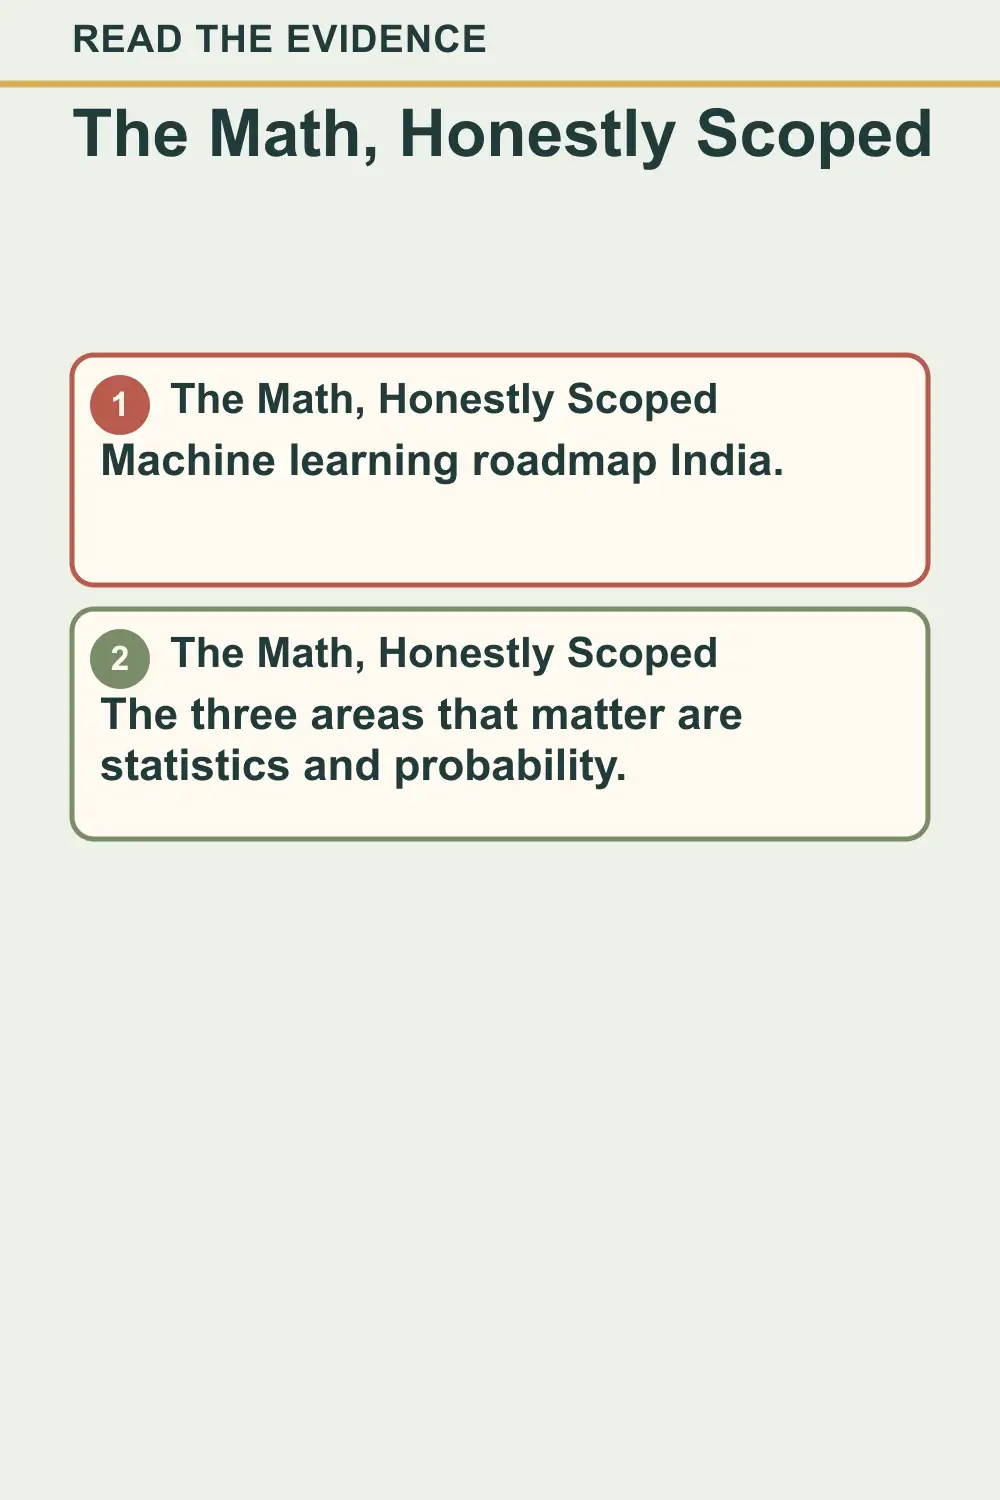 READ THE EVIDENCE
The Math, Honestly Scoped
1
The Math, Honestly Scoped
Machine learning roadmap India.
2
The Math, Honestly Scoped
The three areas that matter are
statistics and probability.